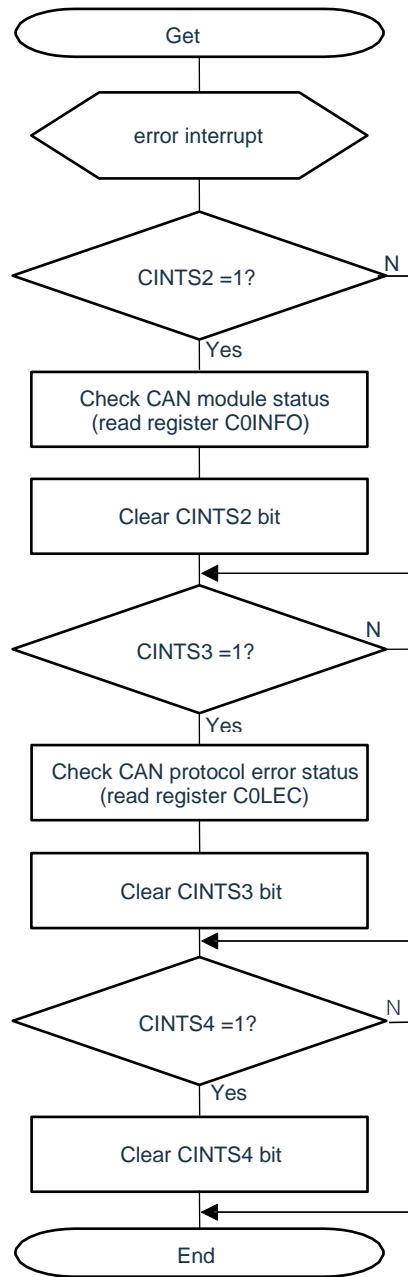 Get
error interrupt
CINTS2 =1?
N
Yes
Check CAN module status
(read register C0INFO)
Clear CINTS2 bit
CINTS3 =1?
N
Yes
Check CAN protocol error status
(read register C0LEC)
Clear CINTS3 bit
CINTS4 =1?
N
Yes
Clear CINTS4 bit
End